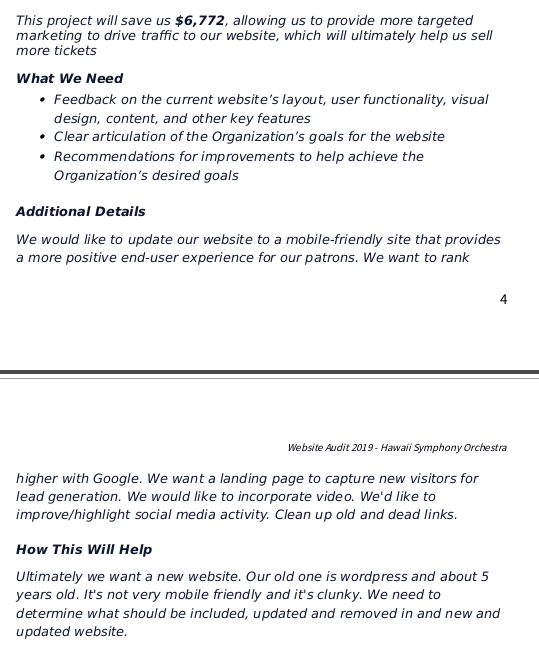 This project will save us $6,772, allowing us to provide more targeted
marketing to drive traffic to our website, which will ultimately help us sell
more tickets
What We Need
• Feedback on the current website’s layout, user functionality, visual
design, content, and other key features
• Clear articulation of the Organization’s goals for the website
• Recommendations for improvements to help achieve the
Organization’s desired goals
Additional Details
We would like to update our website to a mobile-friendly site that provides
a more positive end-user experience for our patrons. We want to rank
4
Website Audit 2019 - Hawaii Symphony Orchestra
higher with Google. We want a landing page to capture new visitors for
lead generation. We would like to incorporate video. We'd like to
improve/highlight social media activity. Clean up old and dead links.
How This Will Help
Ultimately we want a new website. Our old one is wordpress and about 5
years old. It's not very mobile friendly and it's clunky. We need to
determine what should be included, updated and removed in and new and
updated website.